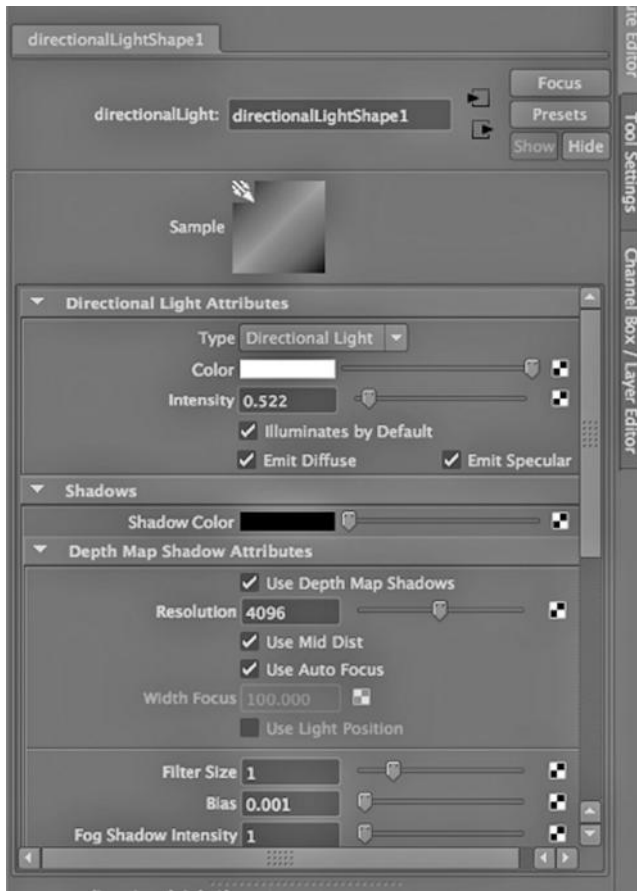 directionalLightShape1
Focus
directionalLight: directionalLightShape1
Presets
Show Hide
Sample
Directional Light Attributes
Type Directional Light
Color
Intensity 0.522
Illuminates by Default
Emit Diffuse Emit Specular
Shadows
Shadow Color
Depth Map Shadow Attributes
Use Depth Map Shadows
Resolution 4096
Use Mid Dist
Use Auto Focus
Width Focus 100.000
Use Light Position
Filter Size 1
Bias 0.001
Fog Shadow Intensity 1
ute Editor
Tool Settings
Channel Box / Layer Editor